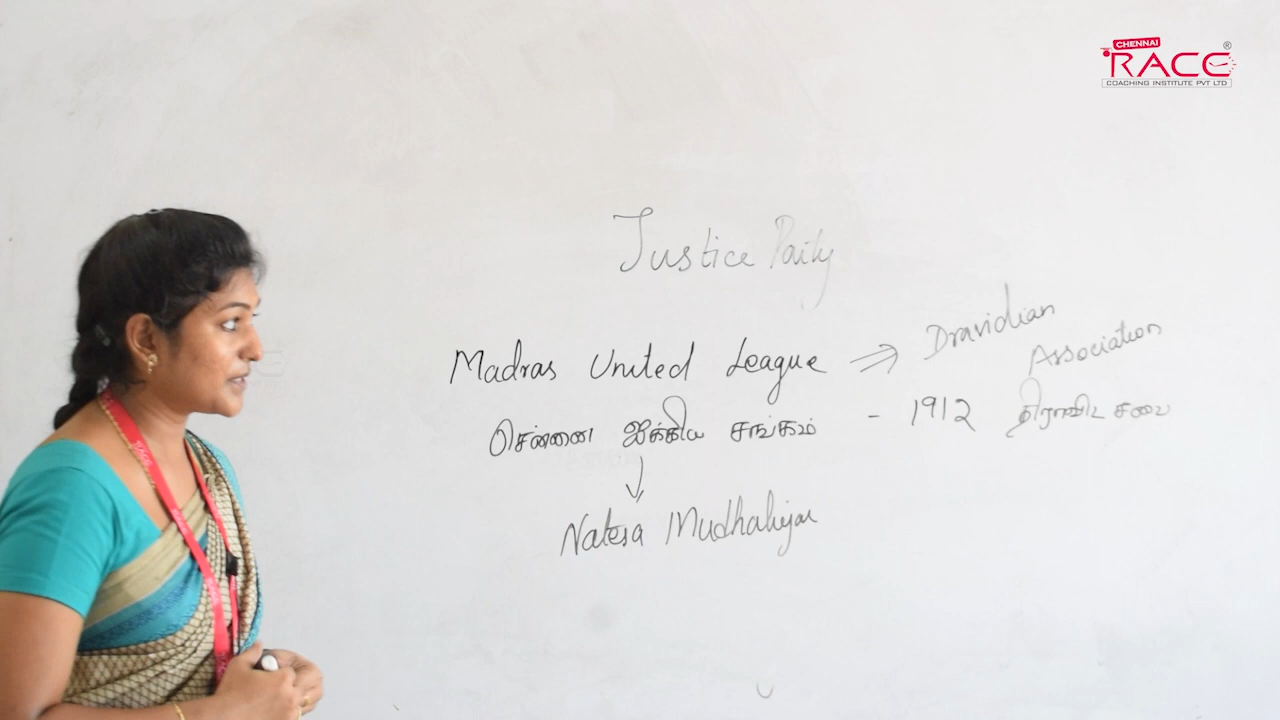 CHENNAI
RACE®
COACHING INSTITUTE PVT LTD
Justice Party
Madras United League ⇒ Dravidian Association
சென்னை ஐக்கிய சங்கம் - 1912 திராவிட சபை
↓
Natesa Mudhaliyar